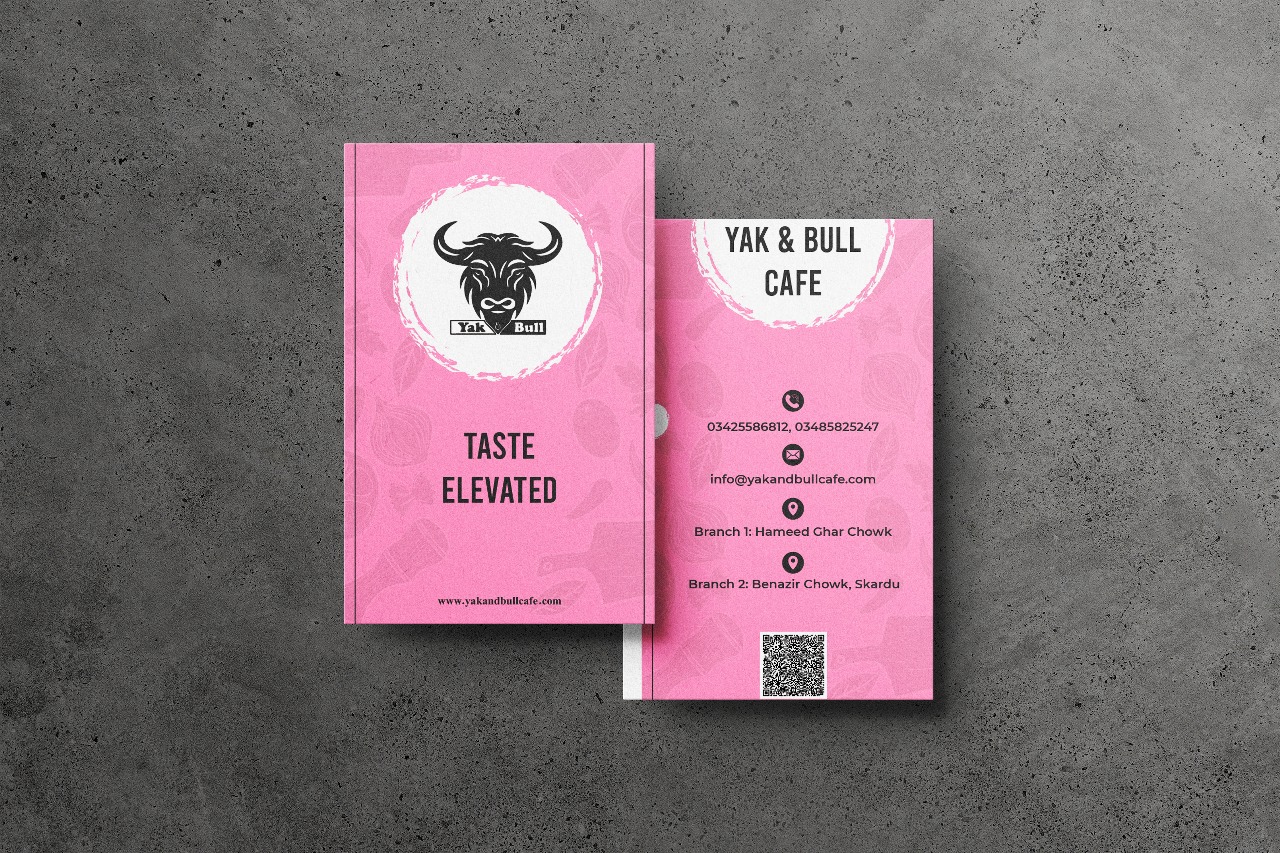 Yak Bull
TASTE
ELEVATED
www.yakandbullcafe.com
YAK & BULL
CAFE
03425586812, 03485825247
info@yakandbullcafe.com
Branch 1: Hameed Ghar Chowk
Branch 2: Benazir Chowk, Skardu